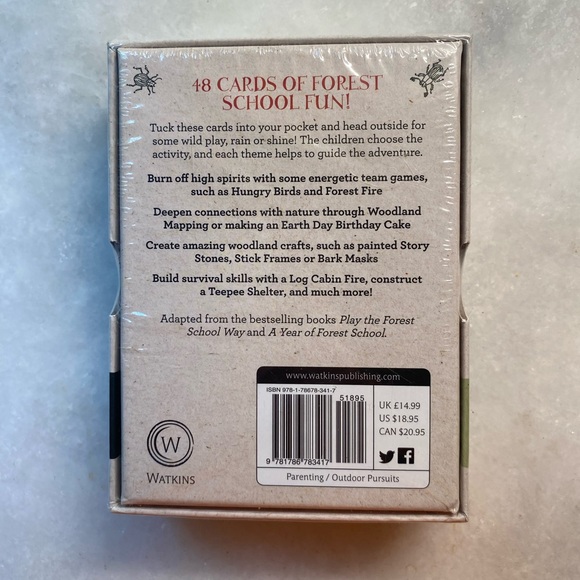 48 CARDS OF FOREST
SCHOOL FUN!
Tuck these cards into your pocket and head outside for
some wild play, rain or shine! The children choose the
activity, and each theme helps to guide the adventure.
Burn off high spirits with some energetic team games,
such as Hungry Birds and Forest Fire
Deepen connections with nature through Woodland
Mapping or making an Earth Day Birthday Cake
Create amazing woodland crafts, such as painted Story
Stones, Stick Frames or Bark Masks
Build survival skills with a Log Cabin Fire, construct
a Teepee Shelter, and much more!
Adapted from the bestselling books Play the Forest
School Way and A Year of Forest School.
www.watkinspublishing.com
ISBN 978-1-78678-341-7
51895
9 781786 783417
UK £14.99
US $18.95
CAN $20.95
Parenting / Outdoor Pursuits
W
WATKINS